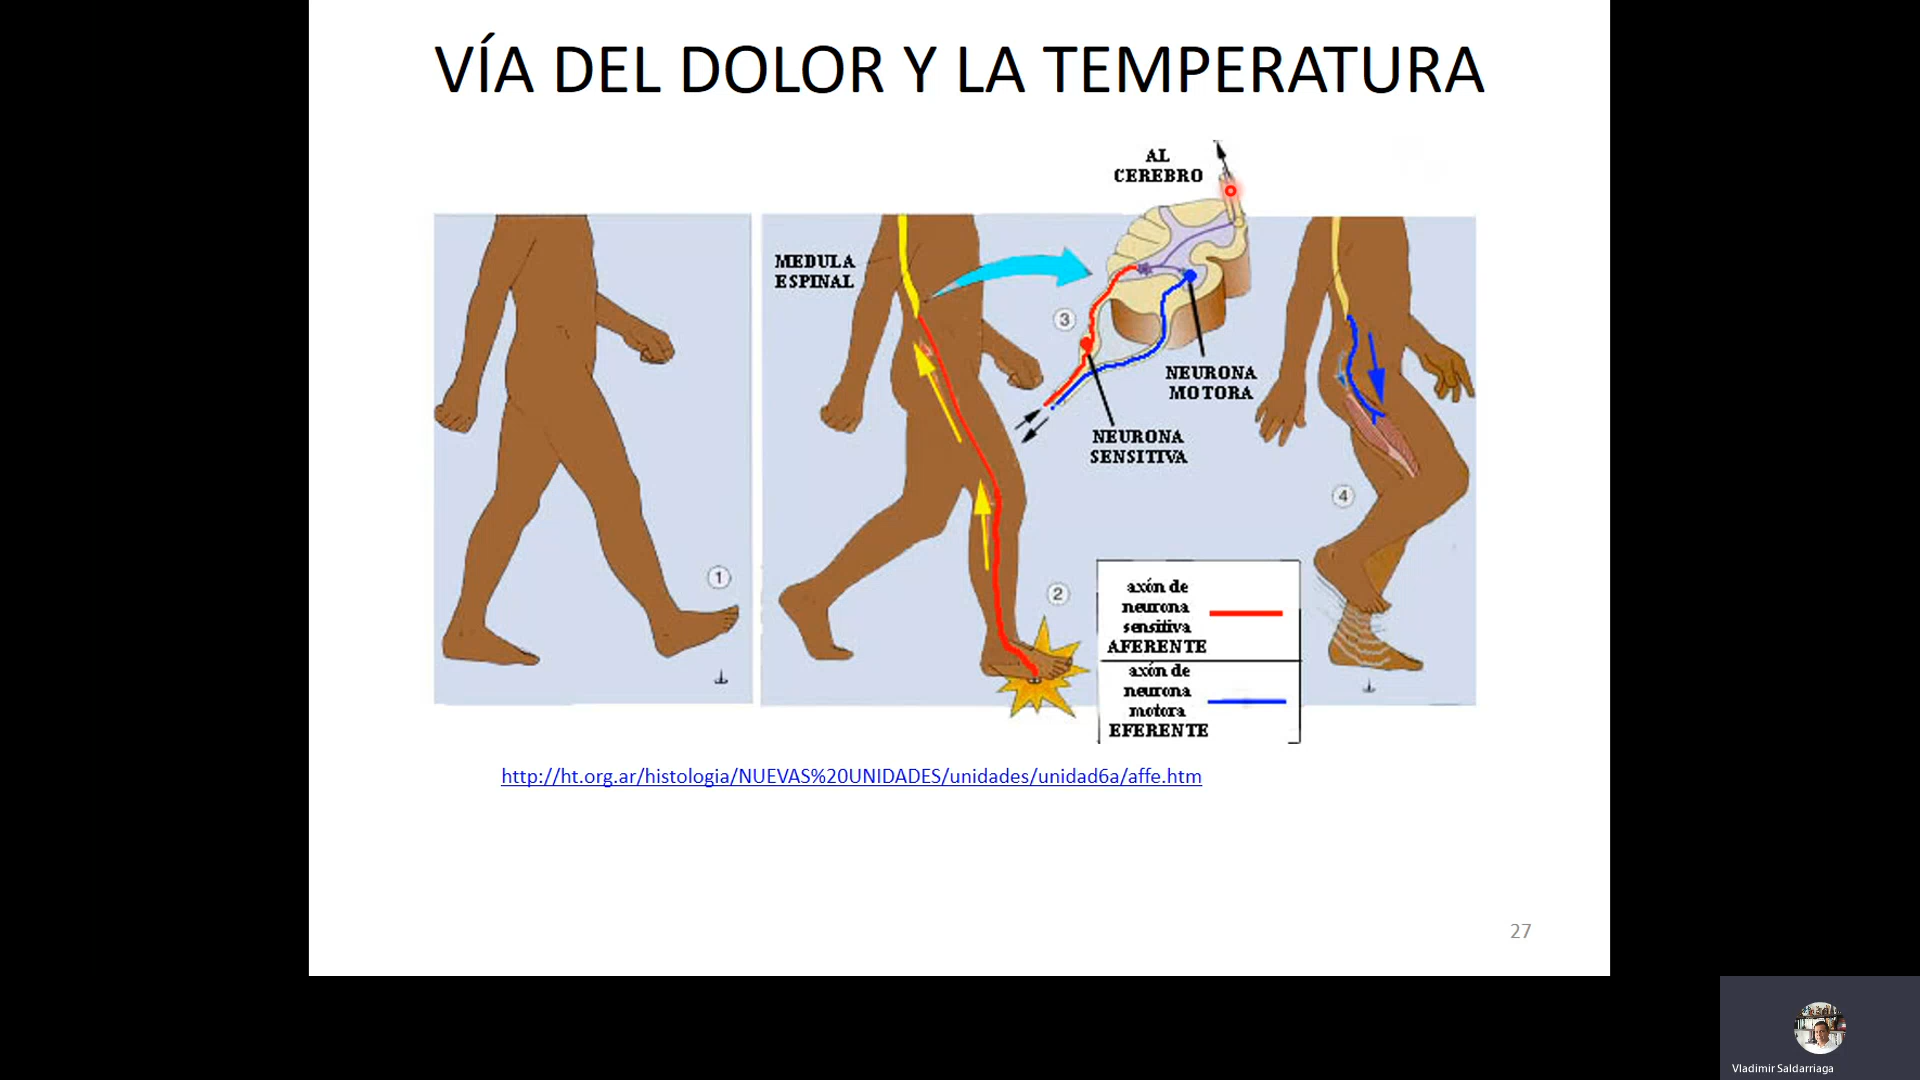 VÍA DEL DOLOR Y LA TEMPERATURA
AL
CEREBRO
MEDULA
ESPINAL
3
NEURONA
MOTORA
NEURONA
SENSITIVA
4
1
2
axón de
neurona
sensitiva
AFERENTE
axón de
neurona
motora
EFERENTE
http://ht.org.ar/histologia/NUEVAS%20UNIDADES/unidades/unidad6a/affe.htm
27
Vladimir Saldarriaga